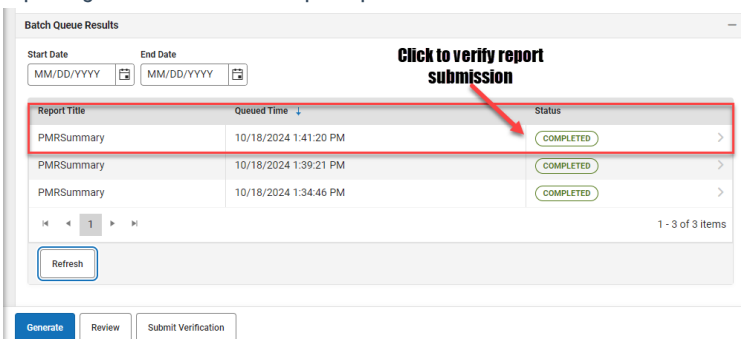 Batch Queue Results
Start Date End Date
MM/DD/YYYY MM/DD/YYYY
Click to verify report
submission
Report Title Queued Time ↓ Status
PMRSummary 10/18/2024 1:41:20 PM COMPLETED
PMRSummary 10/18/2024 1:39:21 PM COMPLETED
PMRSummary 10/18/2024 1:34:46 PM COMPLETED
1 1 - 3 of 3 items
Refresh
Generate Review Submit Verification